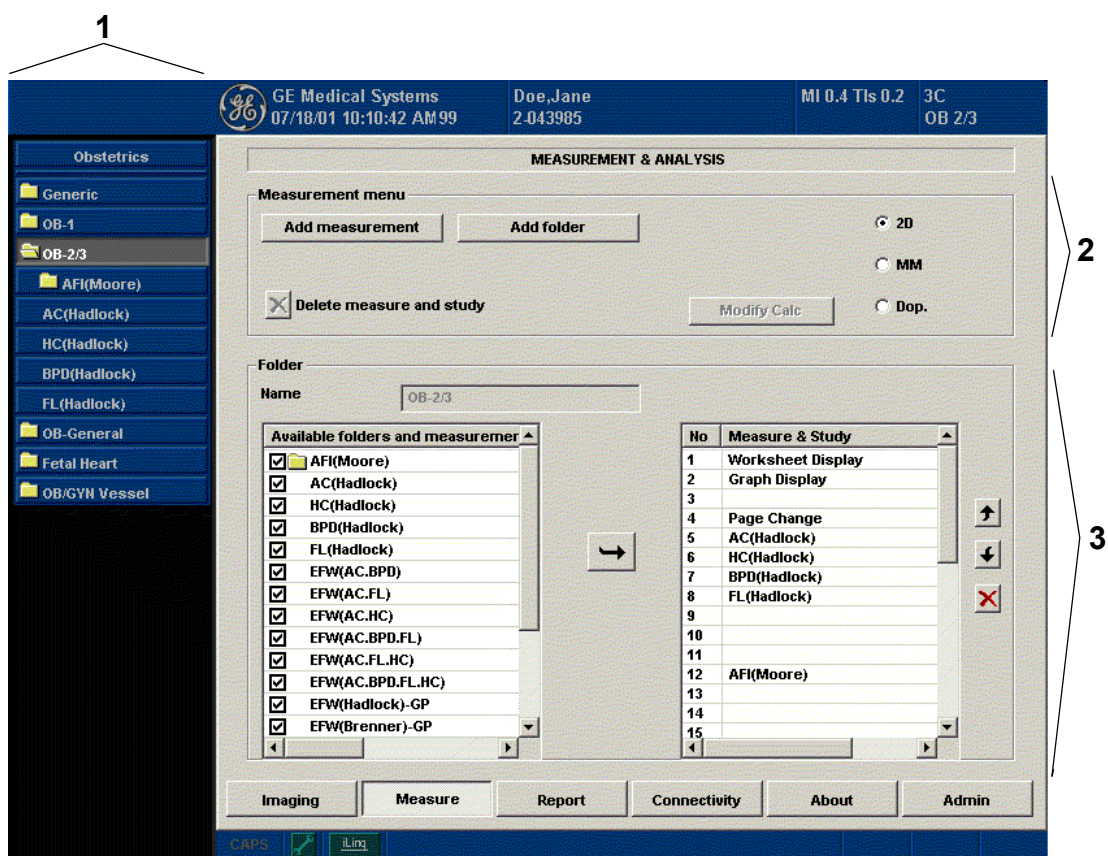 1
GE Medical Systems
07/18/01 10:10:42 AM99
Doe,Jane
2-043985
MI 0.4 TIs 0.2
3C
OB 2/3
Obstetrics
Generic
OB-1
OB-2/3
AFI(Moore)
AC(Hadlock)
HC(Hadlock)
BPD(Hadlock)
FL(Hadlock)
OB-General
Fetal Heart
OB/GYN Vessel
MEASUREMENT & ANALYSIS
Measurement menu
Add measurement
Add folder
2D
MM
Dop.
Delete measure and study
Modify Calc
2
Folder
Name
OB-2/3
Available folders and measuremer
AFI(Moore)
AC(Hadlock)
HC(Hadlock)
BPD(Hadlock)
FL(Hadlock)
EFW(AC.BPD)
EFW(AC.FL)
EFW(AC.HC)
EFW(AC.BPD.FL)
EFW(AC.FL.HC)
EFW(AC.BPD.FL.HC)
EFW(Hadlock)-GP
EFW(Brenner)-GP
No Measure & Study
1 Worksheet Display
2 Graph Display
3
4 Page Change
5 AC(Hadlock)
6 HC(Hadlock)
7 BPD(Hadlock)
8 FL(Hadlock)
9
10
11
12 AFI(Moore)
13
14
15
3
Imaging
Measure
Report
Connectivity
About
Admin
CAPS
iLinq